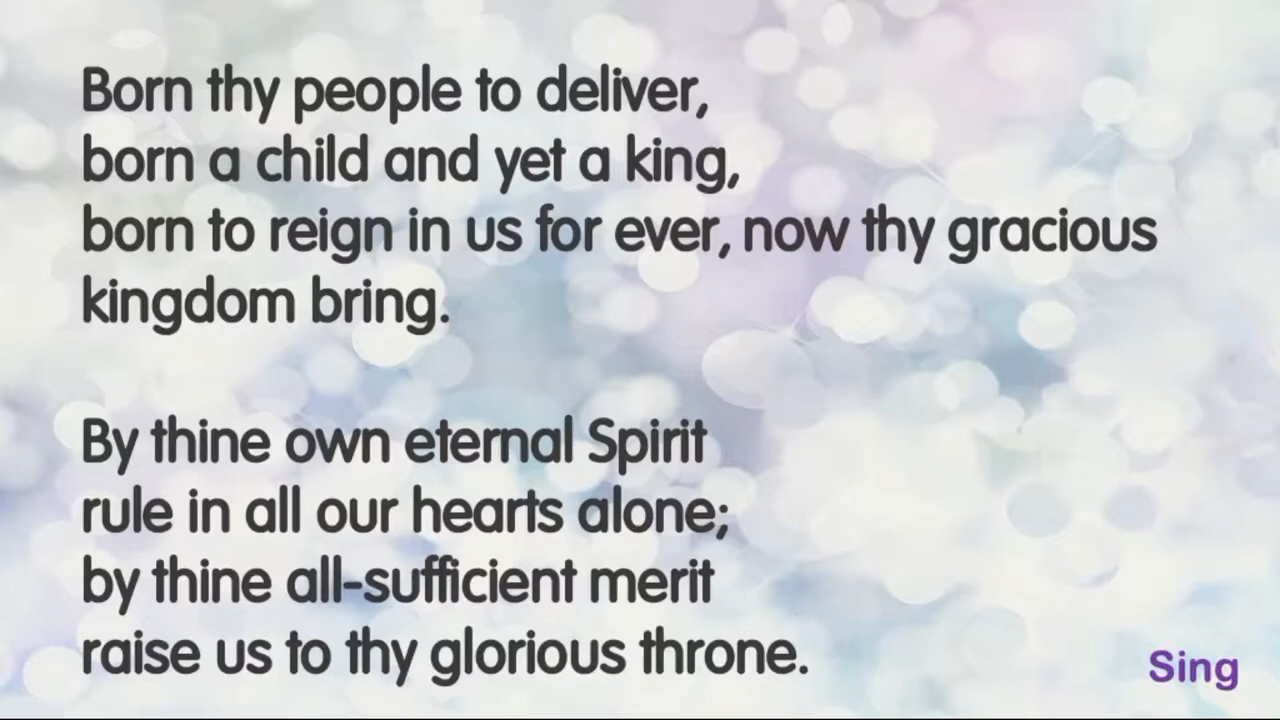 Born thy people to deliver,
born a child and yet a king,
born to reign in us for ever, now thy gracious
kingdom bring.
By thine own eternal Spirit
rule in all our hearts alone;
by thine all-sufficient merit
raise us to thy glorious throne.
Sing